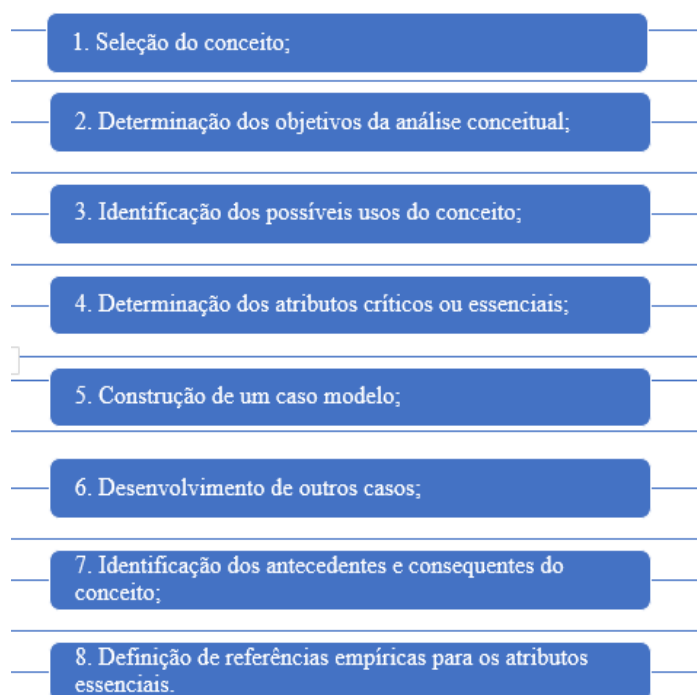 1. Seleção do conceito;
2. Determinação dos objetivos da análise conceitual;
3. Identificação dos possíveis usos do conceito;
4. Determinação dos atributos críticos ou essenciais;
5. Construção de um caso modelo;
6. Desenvolvimento de outros casos;
7. Identificação dos antecedentes e consequentes do
conceito;
8. Definição de referências empíricas para os atributos
essenciais.